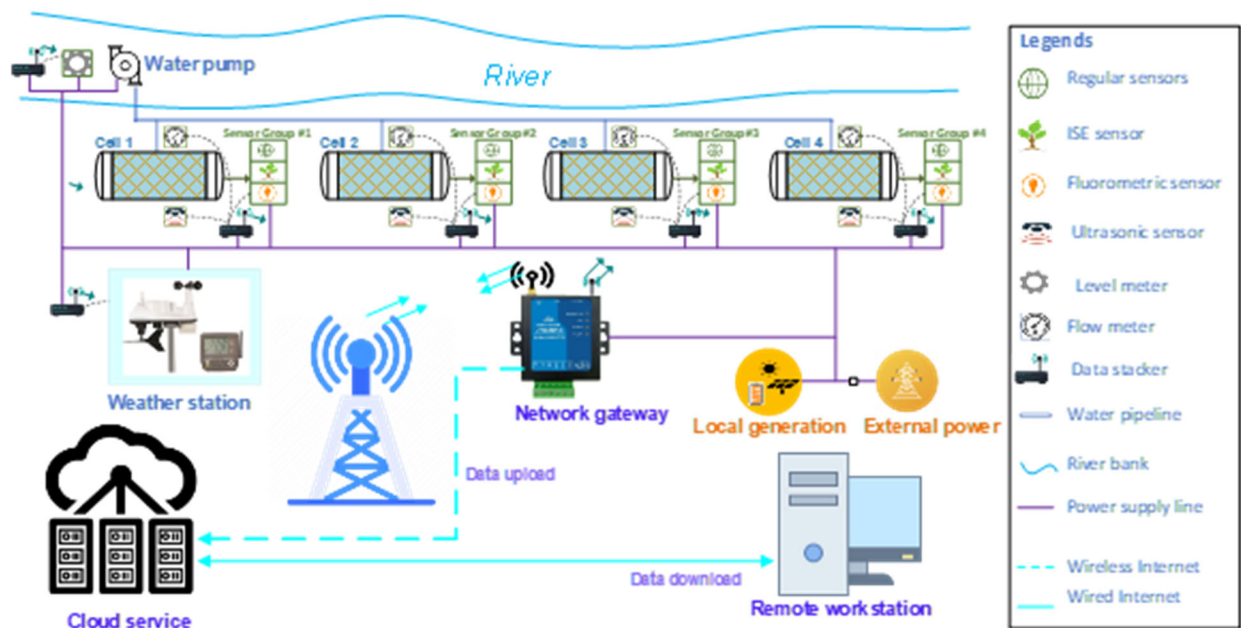 Legends
Water pump
River
Regular sensors
Cell 1
Sensor Group #1
Cell 2
Sensor Group #2
Cell 3
Sensor Group #3
Cell 4
Sensor Group #4
ISE sensor
Fluorometric sensor
Ultrasonic sensor
Level meter
Flow meter
Data stacker
Water pipeline
River bank
Power supply line
Wireless Internet
Wired Internet
Weather station
Network gateway
Local generation
External power
Data upload
Data download
Cloud service
Remote workstation